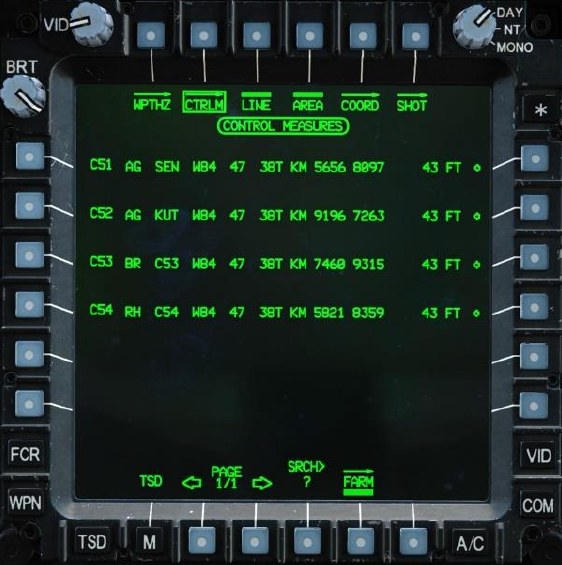 VID
DAY
NT
MONO
BRT
WPTHZ CTRLM LINE AREA COORD SHOT
*
CONTROL MEASURES
C51 AG SEN W84 47 38T KM 5656 8097 43 FT
C52 AG KUT W84 47 38T KM 9196 7263 43 FT
C53 BR C53 W84 47 38T KM 7460 9315 43 FT
C54 RH C54 W84 47 38T KM 5821 8359 43 FT
FCR
VID
WPN
COM
TSD PAGE 1/1 SRCH> ? FARM
TSD M A/C